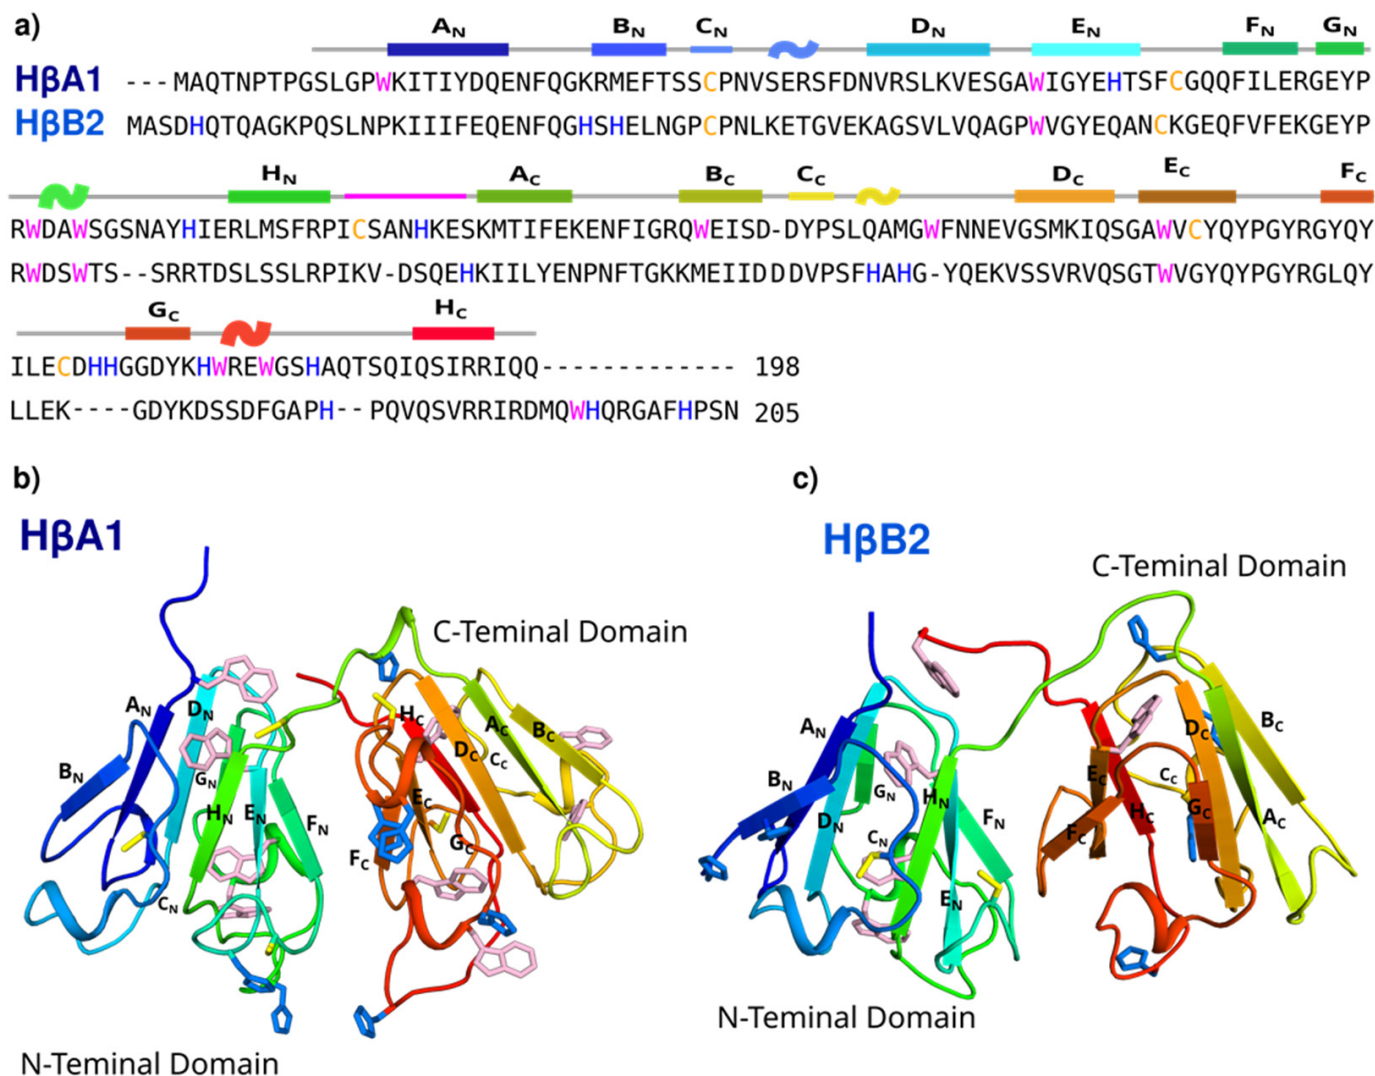 a)
A_N B_N C_N D_N E_N F_N G_N
HβA1 ---MAQTNPTPGSLGPWKITIYDQENFQGKRMEFTSSCPNVSERSFDNVRSLKVESGAWIGYEHTSFCGQQFILERGEYP
HβB2 MASDHQTQAGKPQSLNPKIIIFEQENFQGHSHELNGPCPNLKETGVEKAGSVLVQAGPWVGYEQANCKGEQFVFEKGEYP
H_N A_C B_C C_C D_C E_C F_C
RWDAWSGSNAYHIERLMSFRPICSANHKESKMTIFEKENFIGRQWEISD-DYPSLQAMGWFNNEVGSMKIQSGAWVCYQYPGYRGYQY
RWDSWTS--SRRTDSLSSLRPIKV-DSQEHKIILYENPNFTGKKMEIIDDDVPSFHAHG-YQEKVSSVRVQSGTWVGYQYPGYRGLQY
G_C H_C
ILECDHHGGDYKHWREWGSHAQTSQIQSIRRIQQ------------- 198
LLEK----GDYKDSSDFGAPH--PQVQSVRRIRDMQWHQRGAFHPSN 205
b)
HβA1
C-Teminal Domain
A_N
D_N
B_N
G_N
H_N
E_N
F_N
C_N
H_C
A_C
B_C
D_C
C_C
E_C
F_C
G_C
N-Teminal Domain
c)
HβB2
C-Teminal Domain
A_N
B_N
G_N
H_N
D_N
C_N
F_N
E_N
D_C
B_C
E_C
C_C
G_C
H_C
A_C
F_C
N-Teminal Domain